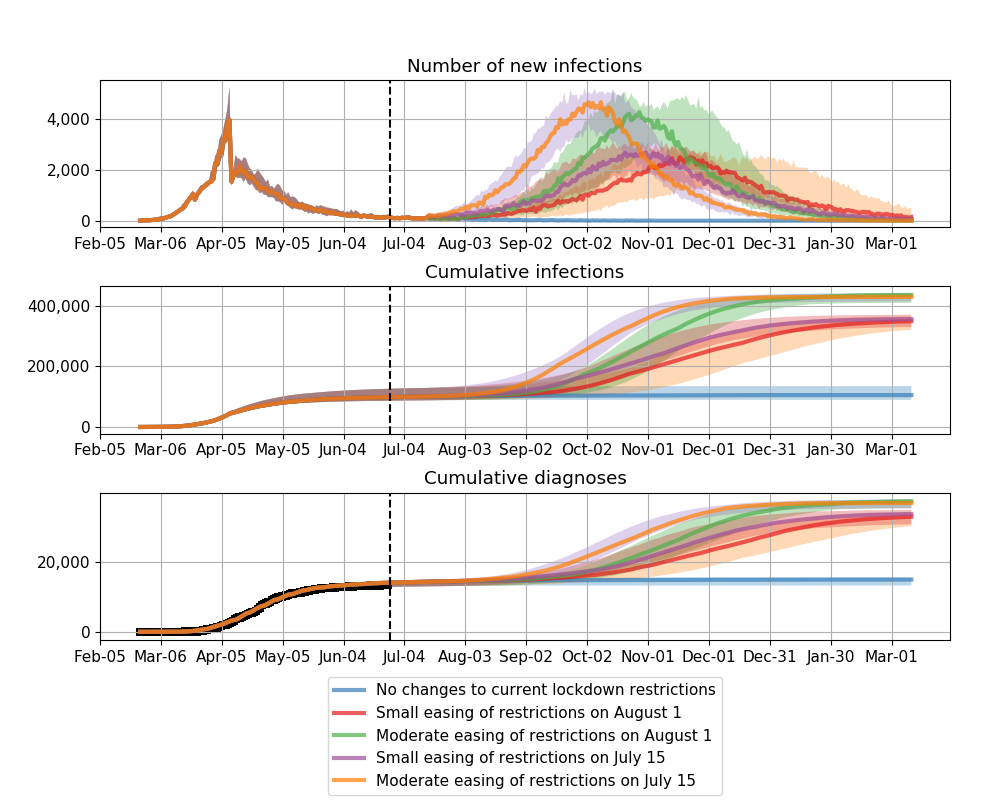 Number of new infections
4,000
2,000
0
Feb-05 Mar-06 Apr-05 May-05 Jun-04 Jul-04 Aug-03 Sep-02 Oct-02 Nov-01 Dec-01 Dec-31 Jan-30 Mar-01
Cumulative infections
400,000
200,000
0
Feb-05 Mar-06 Apr-05 May-05 Jun-04 Jul-04 Aug-03 Sep-02 Oct-02 Nov-01 Dec-01 Dec-31 Jan-30 Mar-01
Cumulative diagnoses
20,000
0
Feb-05 Mar-06 Apr-05 May-05 Jun-04 Jul-04 Aug-03 Sep-02 Oct-02 Nov-01 Dec-01 Dec-31 Jan-30 Mar-01
No changes to current lockdown restrictions
Small easing of restrictions on August 1
Moderate easing of restrictions on August 1
Small easing of restrictions on July 15
Moderate easing of restrictions on July 15